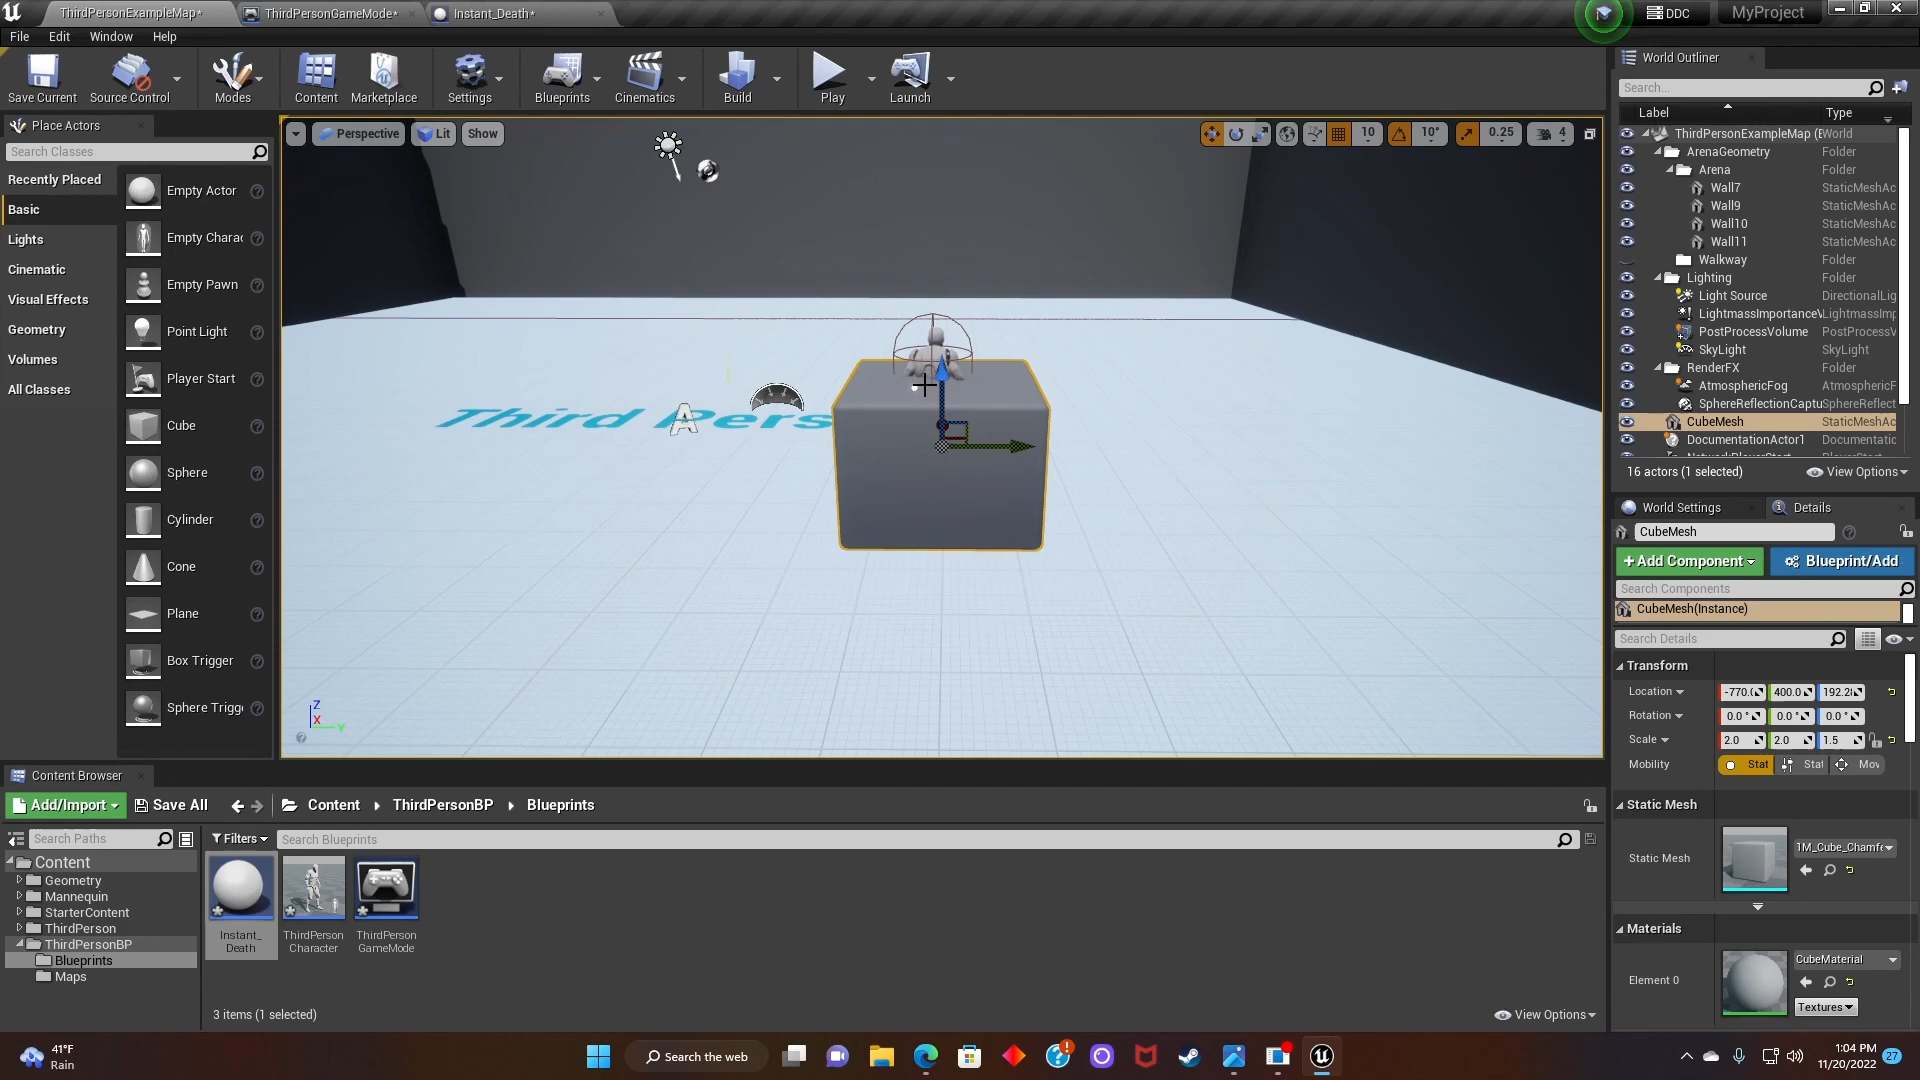 ThirdPersonExampleMap*
ThirdPersonGameMode*
Instant_Death*
DDC
MyProject
File Edit Window Help
Save Current
Source Control
Modes
Content
Marketplace
Settings
Blueprints
Cinematics
Build
Play
Launch
Place Actors
Search Classes
Recently Placed
Basic
Lights
Cinematic
Visual Effects
Geometry
Volumes
All Classes
Empty Actor
Empty Charac
Empty Pawn
Point Light
Player Start
Cube
Sphere
Cylinder
Cone
Plane
Box Trigger
Sphere Trigge
Perspective Lit Show
10 10° 0.25 4
Third Pers
A
Z
X
Y
World Outliner
Search...
Label Type
ThirdPersonExampleMap (E World
ArenaGeometry Folder
Arena Folder
Wall7 StaticMeshAc
Wall9 StaticMeshAc
Wall10 StaticMeshAc
Wall11 StaticMeshAc
Walkway Folder
Lighting Folder
Light Source DirectionalLig
LightmassImportanceV LightmassImp
PostProcessVolume PostProcessV
SkyLight SkyLight
RenderFX Folder
AtmosphericFog AtmosphericF
SphereReflectionCaptu SphereReflect
CubeMesh StaticMeshAc
DocumentationActor1 Documentatic
16 actors (1 selected) View Options
World Settings Details
CubeMesh
+Add Component Blueprint/Add
Search Components
CubeMesh(Instance)
Search Details
Transform
Location -770.( 400.0 192.2
Rotation 0.0 ° 0.0 ° 0.0 °
Scale 2.0 2.0 1.5
Mobility Stat Stat Mov
Static Mesh
Static Mesh 1M_Cube_Chamfe
Materials
Element 0 CubeMaterial
Textures
Content Browser
Add/Import Save All Content ThirdPersonBP Blueprints
Search Paths
Filters Search Blueprints
Content
Geometry
Mannequin
StarterContent
ThirdPerson
ThirdPersonBP
Blueprints
Maps
Instant_
Death
ThirdPerson
Character
ThirdPerson
GameMode
3 items (1 selected)
View Options
41°F
Rain
Search the web
1:04 PM
11/20/2022
27